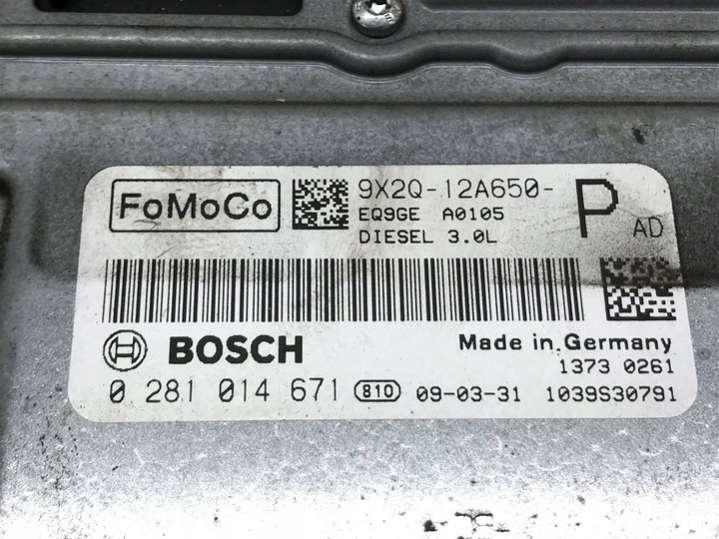 FoMoCo
9X2Q-12A650-
EQ9GE A0105
DIESEL 3.0L
P AD
BOSCH
Made in Germany
1373 0261
0 281 014 671 810 09-03-31 1039S30791